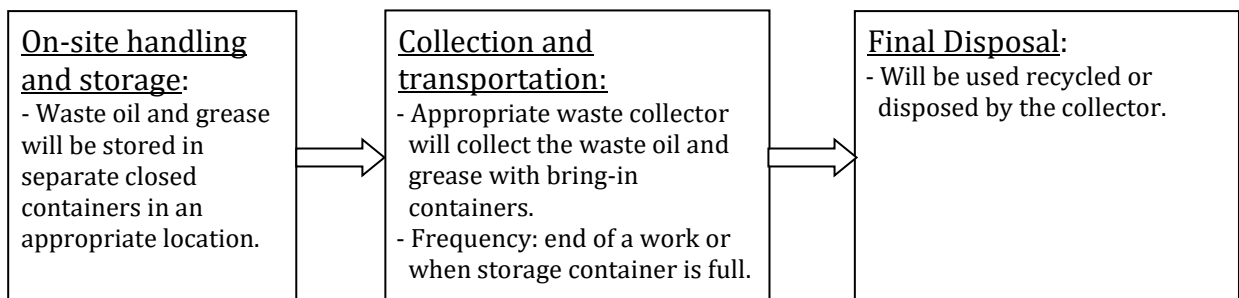 On-site handling
and storage:
- Waste oil and grease
will be stored in
separate closed
containers in an
appropriate location.
Collection and
transportation:
- Appropriate waste collector
will collect the waste oil and
grease with bring-in
containers.
- Frequency: end of a work or
when storage container is full.
Final Disposal:
- Will be used recycled or
disposed by the collector.